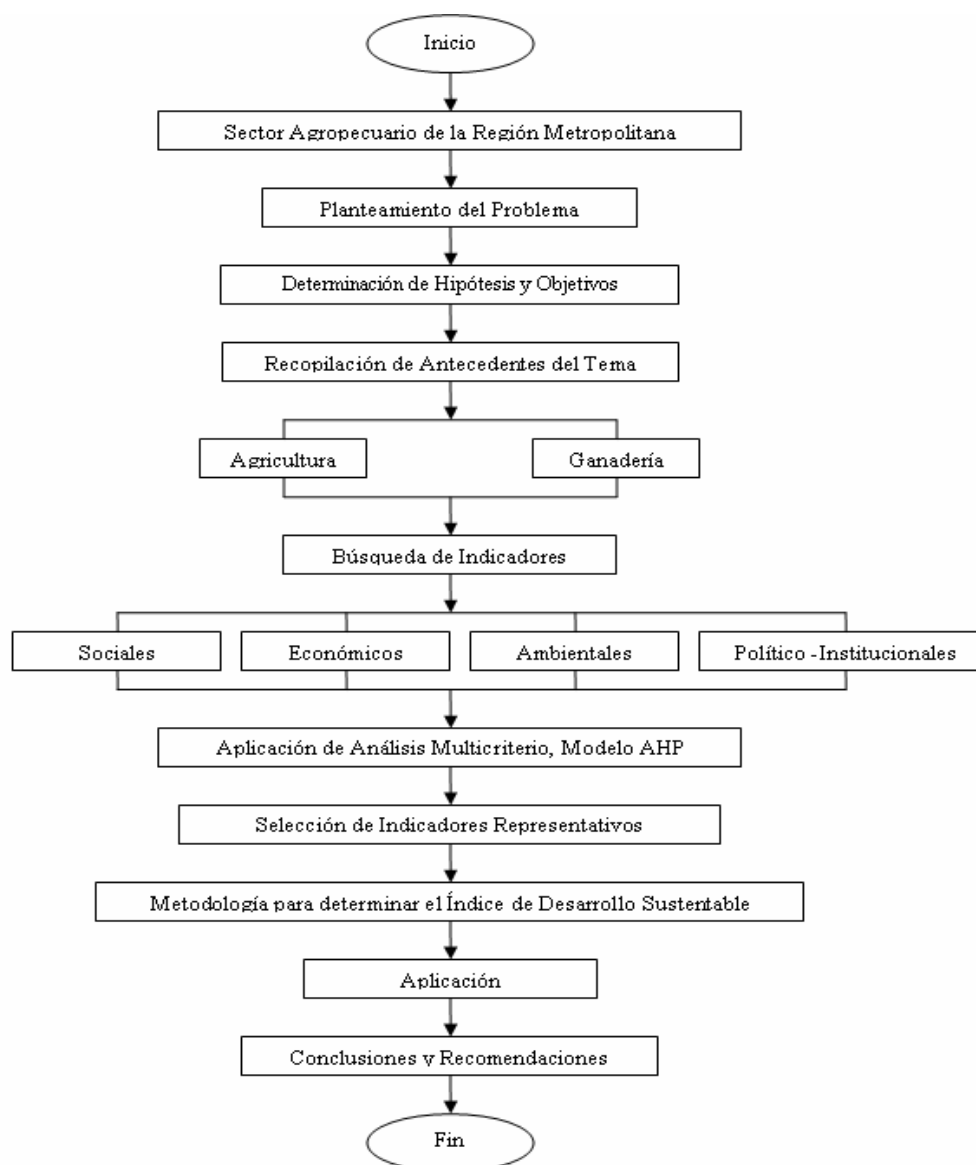 Inicio
Sector Agropecuario de la Región Metropolitana
Planteamiento del Problema
Determinación de Hipótesis y Objetivos
Recopilación de Antecedentes del Tema
Agricultura
Ganadería
Búsqueda de Indicadores
Sociales
Económicos
Ambientales
Político -Institucionales
Aplicación de Análisis Multicriterio, Modelo AHP
Selección de Indicadores Representativos
Metodología para determinar el Índice de Desarrollo Sustentable
Aplicación
Conclusiones y Recomendaciones
Fin